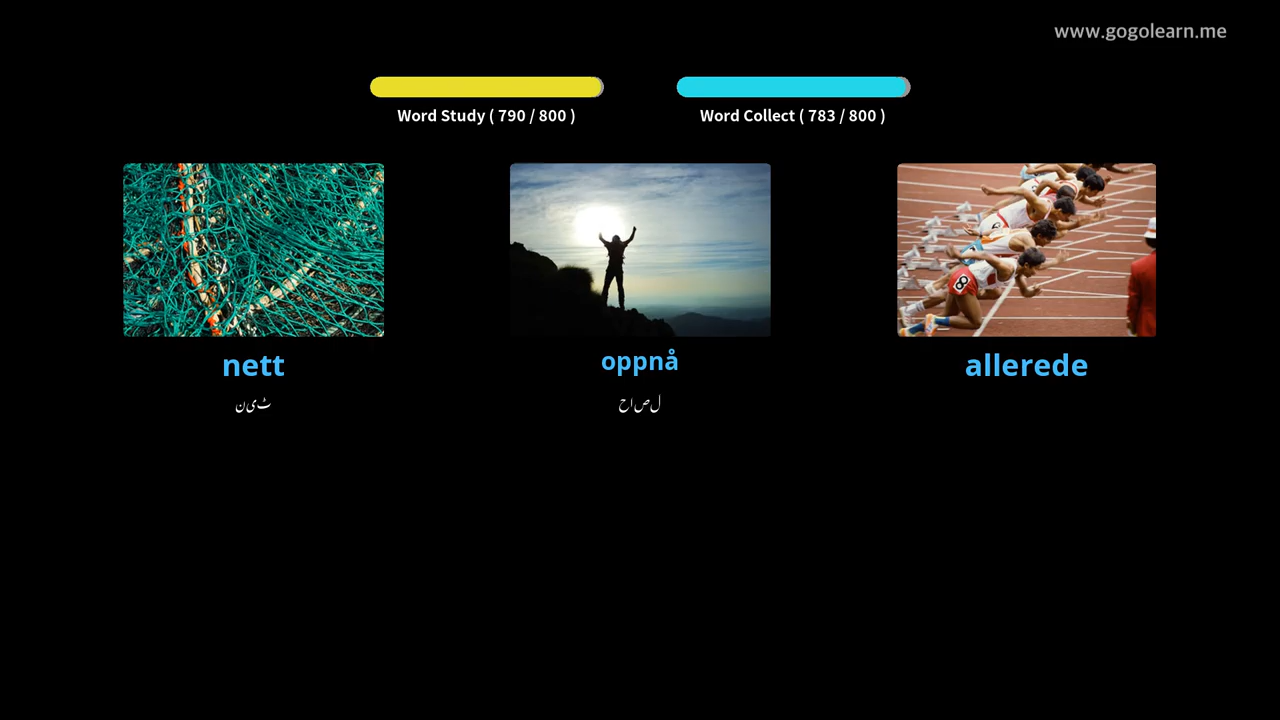 www.gogolearn.me
Word Study ( 790 / 800 )
Word Collect ( 783 / 800 )
nett
oppnå
allerede
نیٹ
حاصل